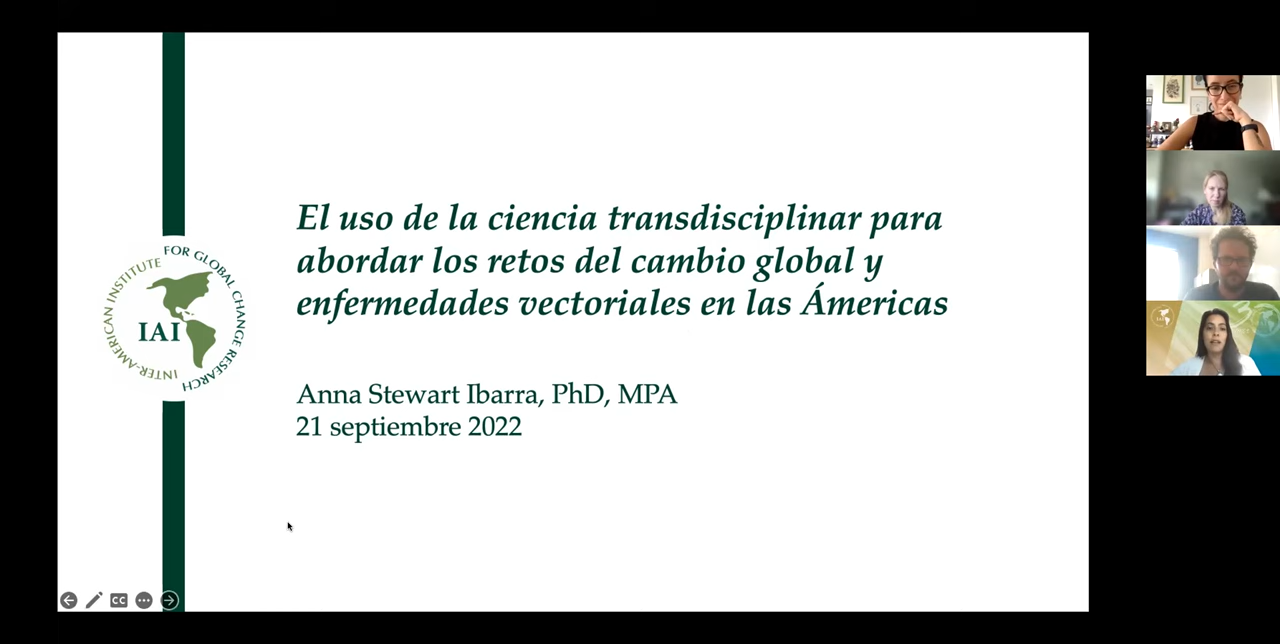 El uso de la ciencia transdisciplinar para
abordar los retos del cambio global y
enfermedades vectoriales en las Ámericas
INTER-AMERICAN INSTITUTE FOR GLOBAL CHANGE RESEARCH
IAI
Anna Stewart Ibarra, PhD, MPA
21 septiembre 2022
CC